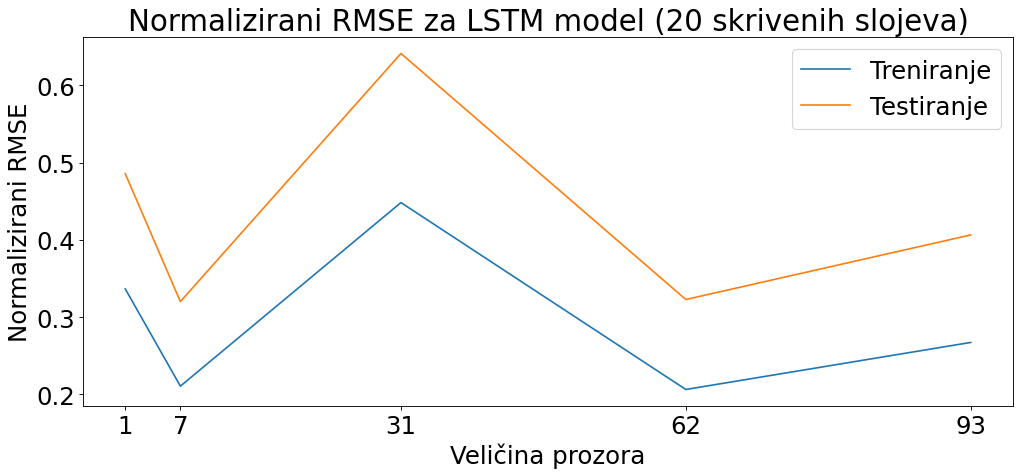 Normalizirani RMSE za LSTM model (20 skrivenih slojeva)
Treniranje
Testiranje
Normalizirani RMSE
0.6
0.5
0.4
0.3
0.2
1 7 31 62 93
Veličina prozora